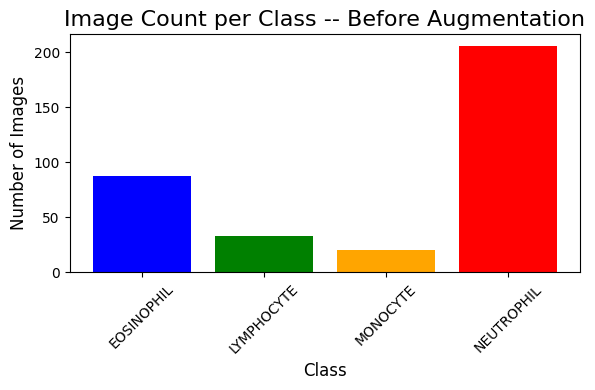 Image Count per Class -- Before Augmentation
Number of Images
200
150
100
50
0
EOSINOPHIL
LYMPHOCYTE
MONOCYTE
NEUTROPHIL
Class